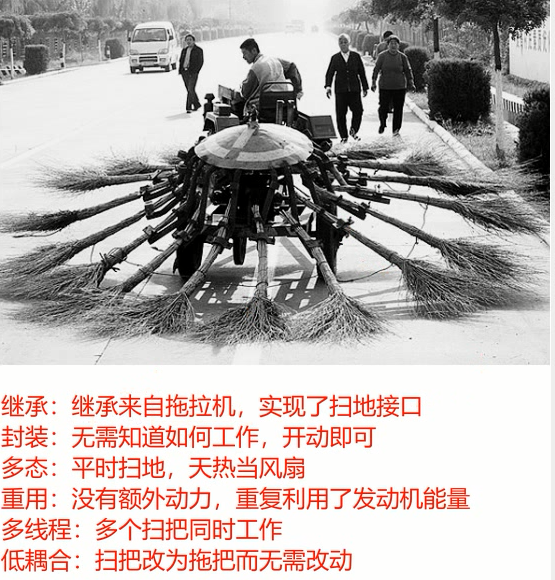 继承：继承来自拖拉机，实现了扫地接口
封装：无需知道如何工作，开动即可
多态：平时扫地，天热当风扇
重用：没有额外动力，重复利用了发动机能量
多线程：多个扫把同时工作
低耦合：扫把改为拖把而无需改动